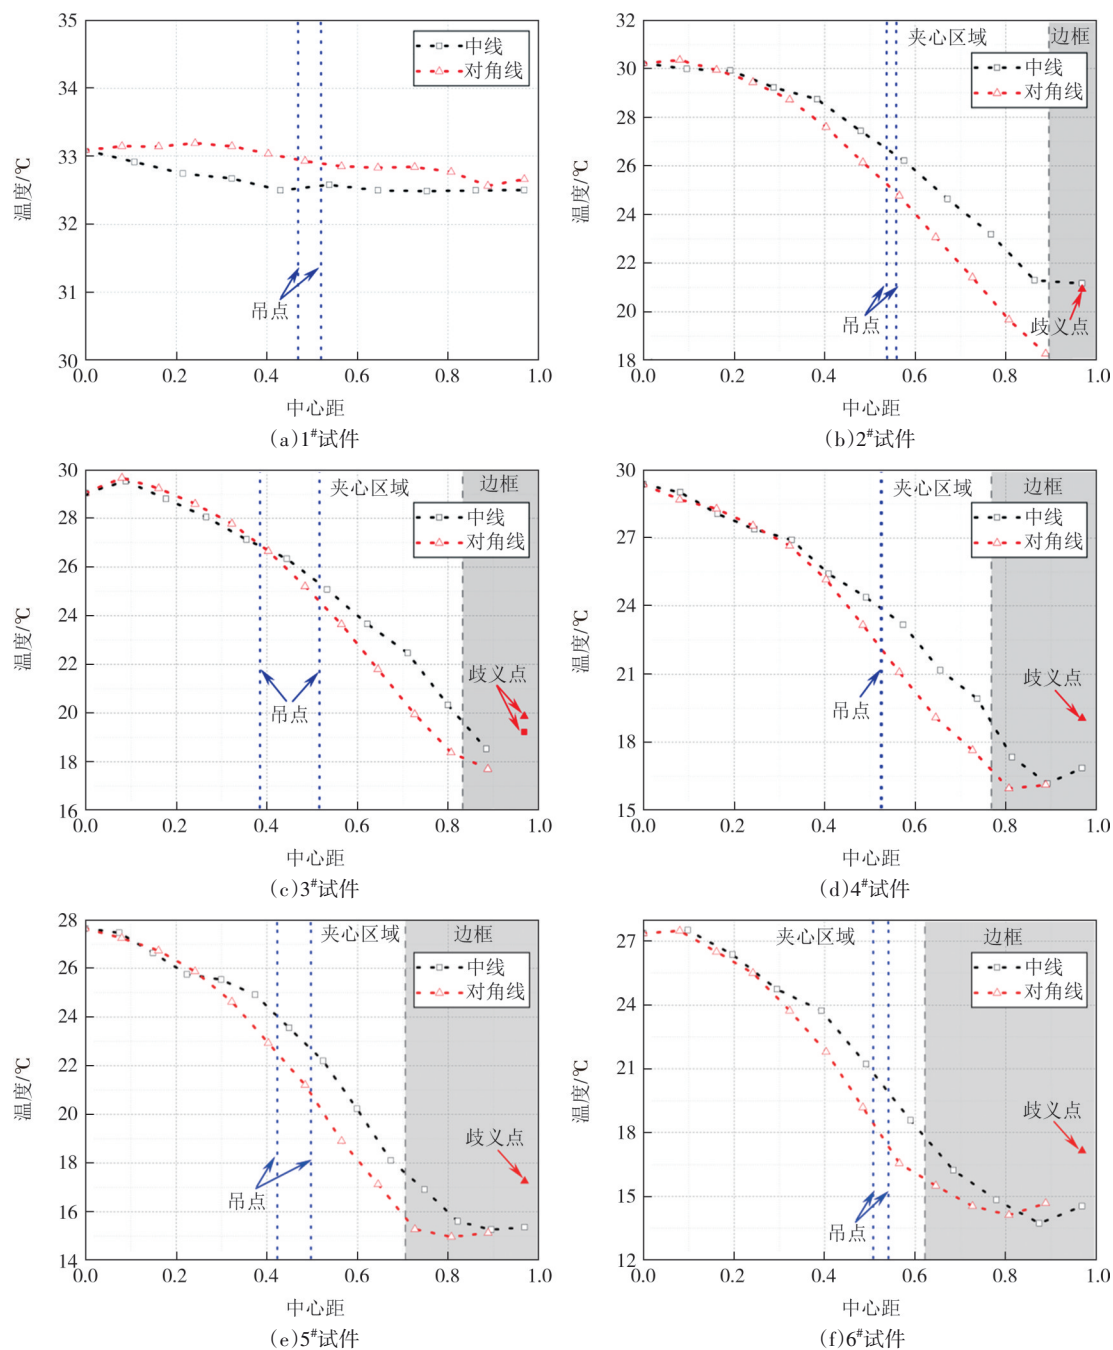 35
34
33
32
31
30
0.0
0.2
0.4
0.6
0.8
1.0
温度/℃
中心距
中线
对角线
吊点
(a)1#试件
32
30
28
26
24
22
20
18
0.0
0.2
0.4
0.6
0.8
1.0
温度/℃
中心距
夹心区域
边框
中线
对角线
吊点
歧义点
(b)2#试件
30
28
26
24
22
20
18
16
0.0
0.2
0.4
0.6
0.8
1.0
温度/℃
中心距
夹心区域
边框
中线
对角线
吊点
歧义点
(c)3#试件
30
27
24
21
18
15
0.0
0.2
0.4
0.6
0.8
1.0
温度/℃
中心距
夹心区域
边框
中线
对角线
吊点
歧义点
(d)4#试件
28
26
24
22
20
18
16
14
0.0
0.2
0.4
0.6
0.8
1.0
温度/℃
中心距
夹心区域
边框
中线
对角线
吊点
歧义点
(e)5#试件
27
24
21
18
15
12
0.0
0.2
0.4
0.6
0.8
1.0
温度/℃
中心距
夹心区域
边框
中线
对角线
吊点
歧义点
(f)6#试件